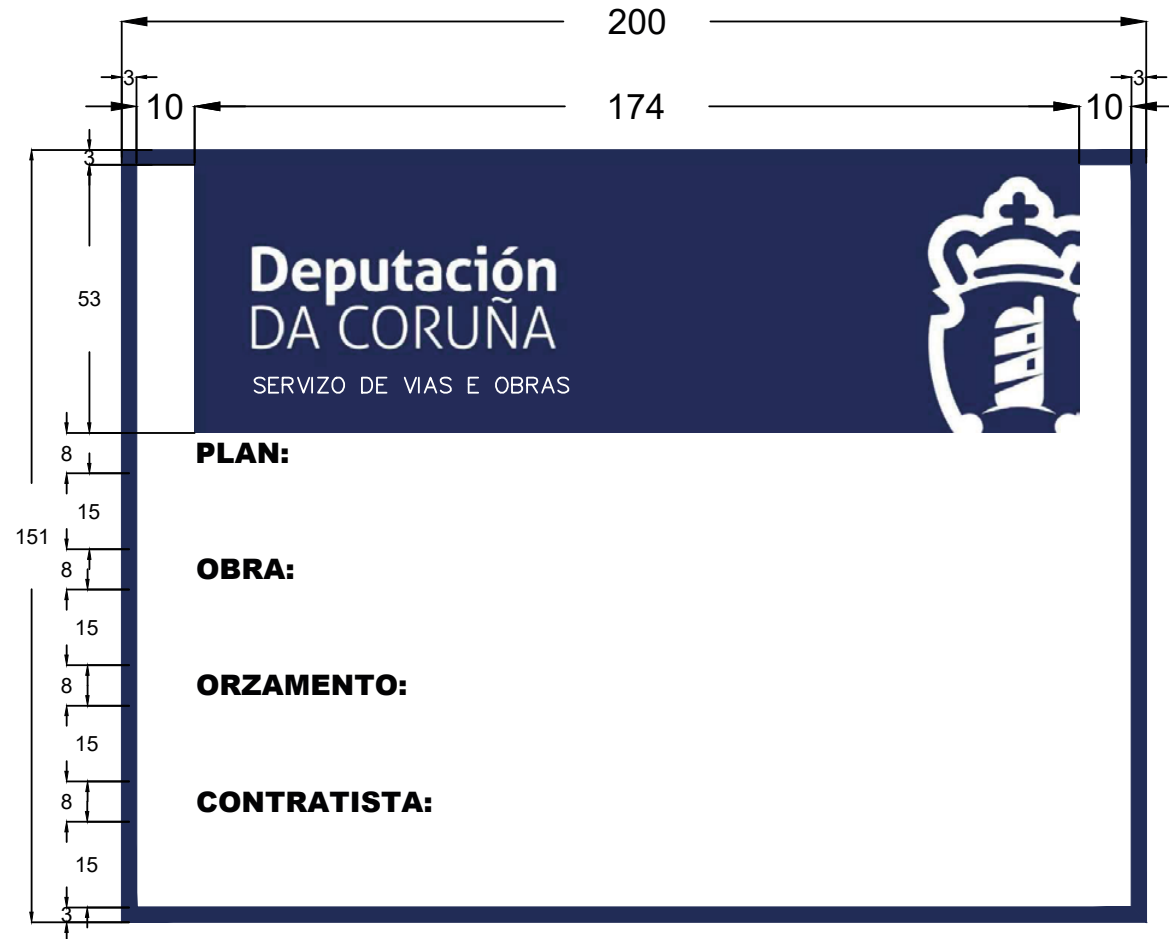 200
3
3
10
174
10
3
Deputación
53
DA CORUÑA
SERVIZO DE VIAS E OBRAS
8
PLAN:
15
151
8
OBRA:
15
8
ORZAMENTO:
15
8
CONTRATISTA:
15
3